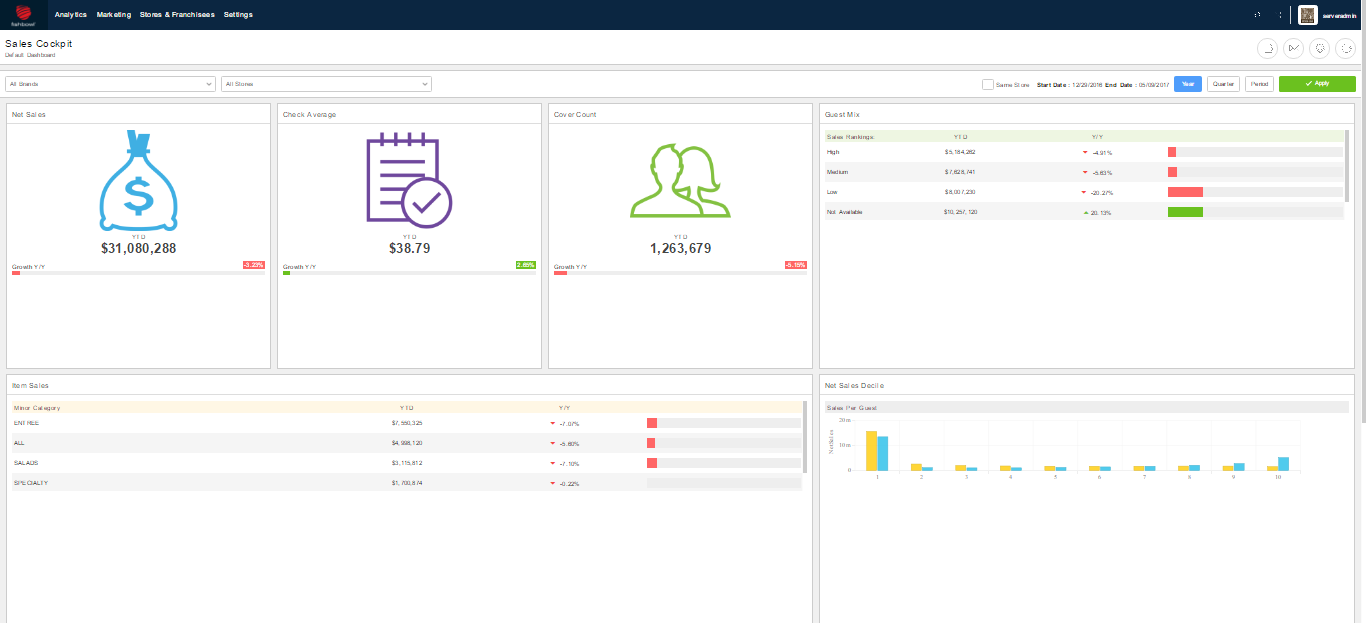 fishbowl
Analytics Marketing Stores & Franchisees Settings
serveradmin
Sales Cockpit
Default Dashboard
All Brands
All Stores
Same Store Start Date : 12/29/2016 End Date : 05/09/2017
Year
Quarter
Period
Apply
Net Sales
YTD
$31,080,288
Growth Y/Y
-3.23%
Check Average
YTD
$38.79
Growth Y/Y
2.65%
Cover Count
YTD
1,263,679
Growth Y/Y
-5.15%
Guest Mix
Sales Rankings YTD Y/Y
High $5,184,262 -4.91%
Medium $7,628,741 -5.63%
Low $8,007,230 -20.27%
Not Available $10,257,120 20.13%
Item Sales
Minor Category YTD Y/Y
ENTREE $7,550,325 -7.07%
ALL $4,998,120 -5.60%
SALADS $3,115,812 -7.10%
SPECIALTY $1,700,874 -0.22%
Net Sales Decile
Sales Per Guest
NetSales
20m
10m
0
1 2 3 4 5 6 7 8 9 10